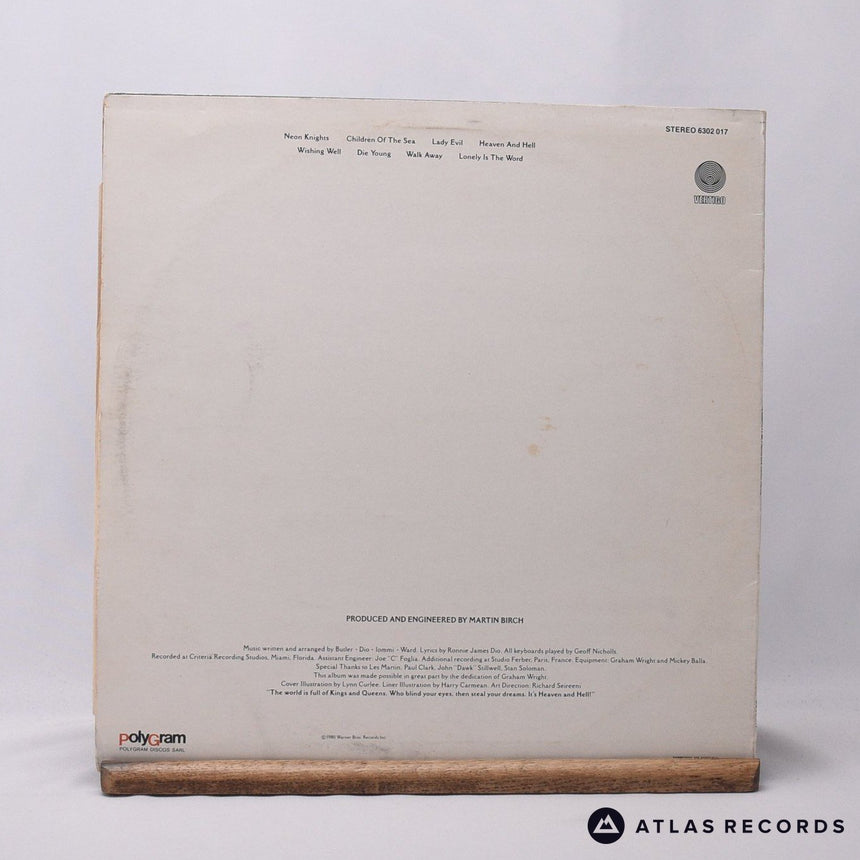 STEREO 6302 017
Neon Knights Children Of The Sea Lady Evil Heaven And Hell
Wishing Well Die Young Walk Away Lonely Is The Word
VERTIGO
PRODUCED AND ENGINEERED BY MARTIN BIRCH
Music written and arranged by Butler - Dio - Iommi - Ward. Lyrics by Ronnie James Dio. All keyboards played by Geoff Nicholls.
Recorded at Criteria Recording Studios, Miami, Florida. Assistant Engineer: Joe "C" Foglia. Additional recording at Studio Ferber, Paris, France. Equipment: Graham Wright and Mickey Balla.
Special Thanks to Les Martin, Paul Clark, John "Dawk" Stillwell, Stan Soloman.
This album was made possible in great part by the dedication of Graham Wright.
Cover Illustration by Lynn Curlee. Liner Illustration by Harry Carmean. Art Direction: Richard Seireeni
"The world is full of Kings and Queens. Who blind your eyes, then steal your dreams. It's Heaven and Hell!"
polyGram
POLYGRAM DISCOS SARL
©1980 Warner Bros. Records Inc.
ATLAS RECORDS